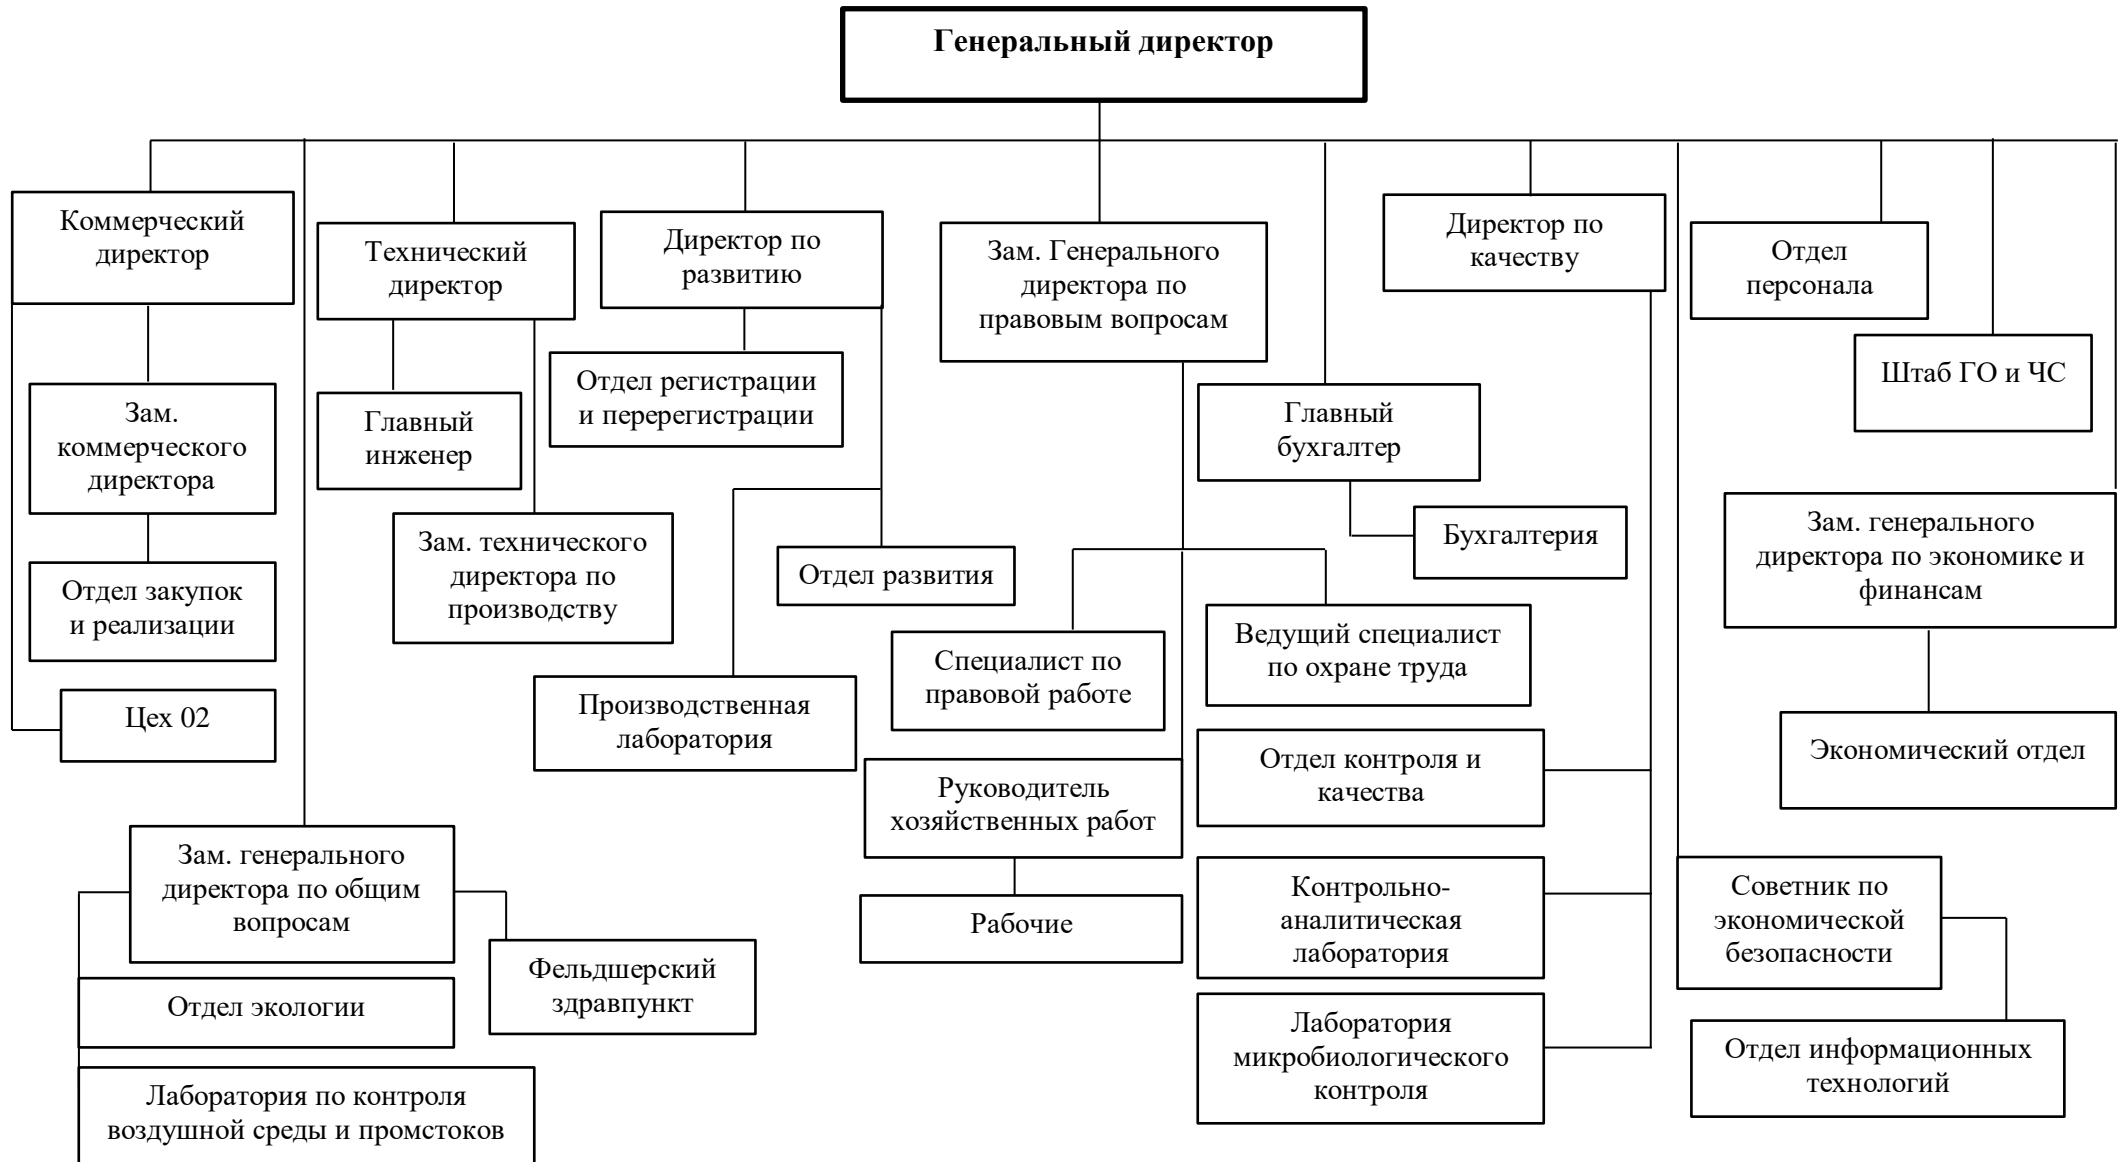 Генеральный директор
Коммерческий
директор
Технический
директор
Директор по
развитию
Зам. Генерального
директора по
правовым вопросам
Директор по
качеству
Отдел
персонала
Штаб ГО и ЧС
Зам.
коммерческого
директора
Главный
инженер
Отдел регистрации
и перерегистрации
Главный
бухгалтер
Бухгалтерия
Зам. генерального
директора по экономике и
финансам
Отдел закупок
и реализации
Зам. технического
директора по
производству
Отдел развития
Специалист по
правовой работе
Ведущий специалист
по охране труда
Цех 02
Производственная
лаборатория
Отдел контроля и
качества
Экономический отдел
Руководитель
хозяйственных работ
Зам. генерального
директора по общим
вопросам
Рабочие
Контрольно-
аналитическая
лаборатория
Советник по
экономической
безопасности
Фельдшерский
здравпункт
Отдел экологии
Лаборатория
микробиологического
контроля
Отдел информационных
технологий
Лаборатория по контроля
воздушной среды и промстоков